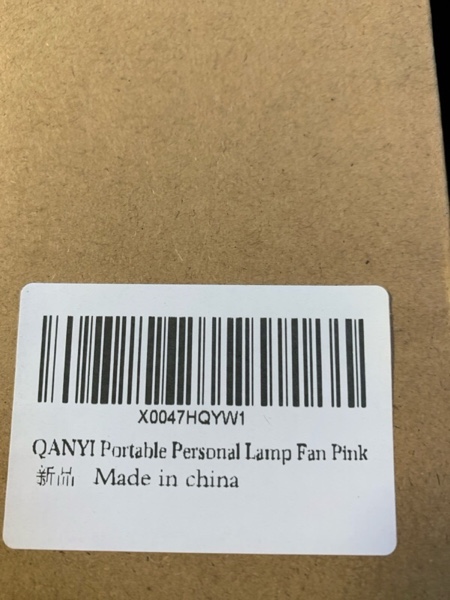 X0047HQYW1
QANYI Portable Personal Lamp Fan Pink
新品 Made in china